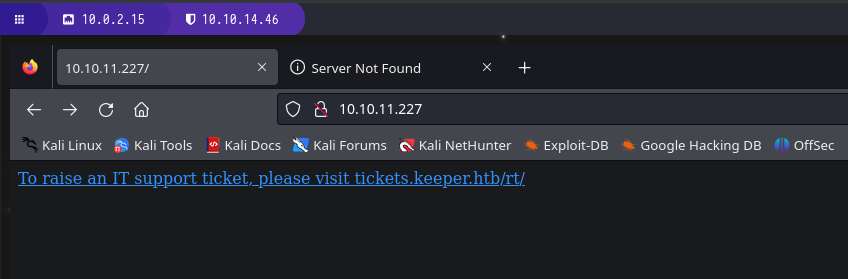 10.0.2.15 10.10.14.46
10.10.11.227/ Server Not Found
10.10.11.227
Kali Linux Kali Tools Kali Docs Kali Forums Kali NetHunter Exploit-DB Google Hacking DB OffSec
To raise an IT support ticket, please visit tickets.keeper.htb/rt/